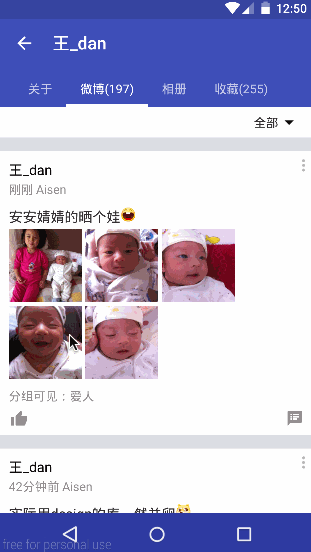 12:50
王_dan
关于 微博(197) 相册 收藏(255)
全部
王_dan
刚刚 Aisen
安安婧婧的晒个娃
分组可见：爱人
王_dan
42分钟前 Aisen
free for personal use